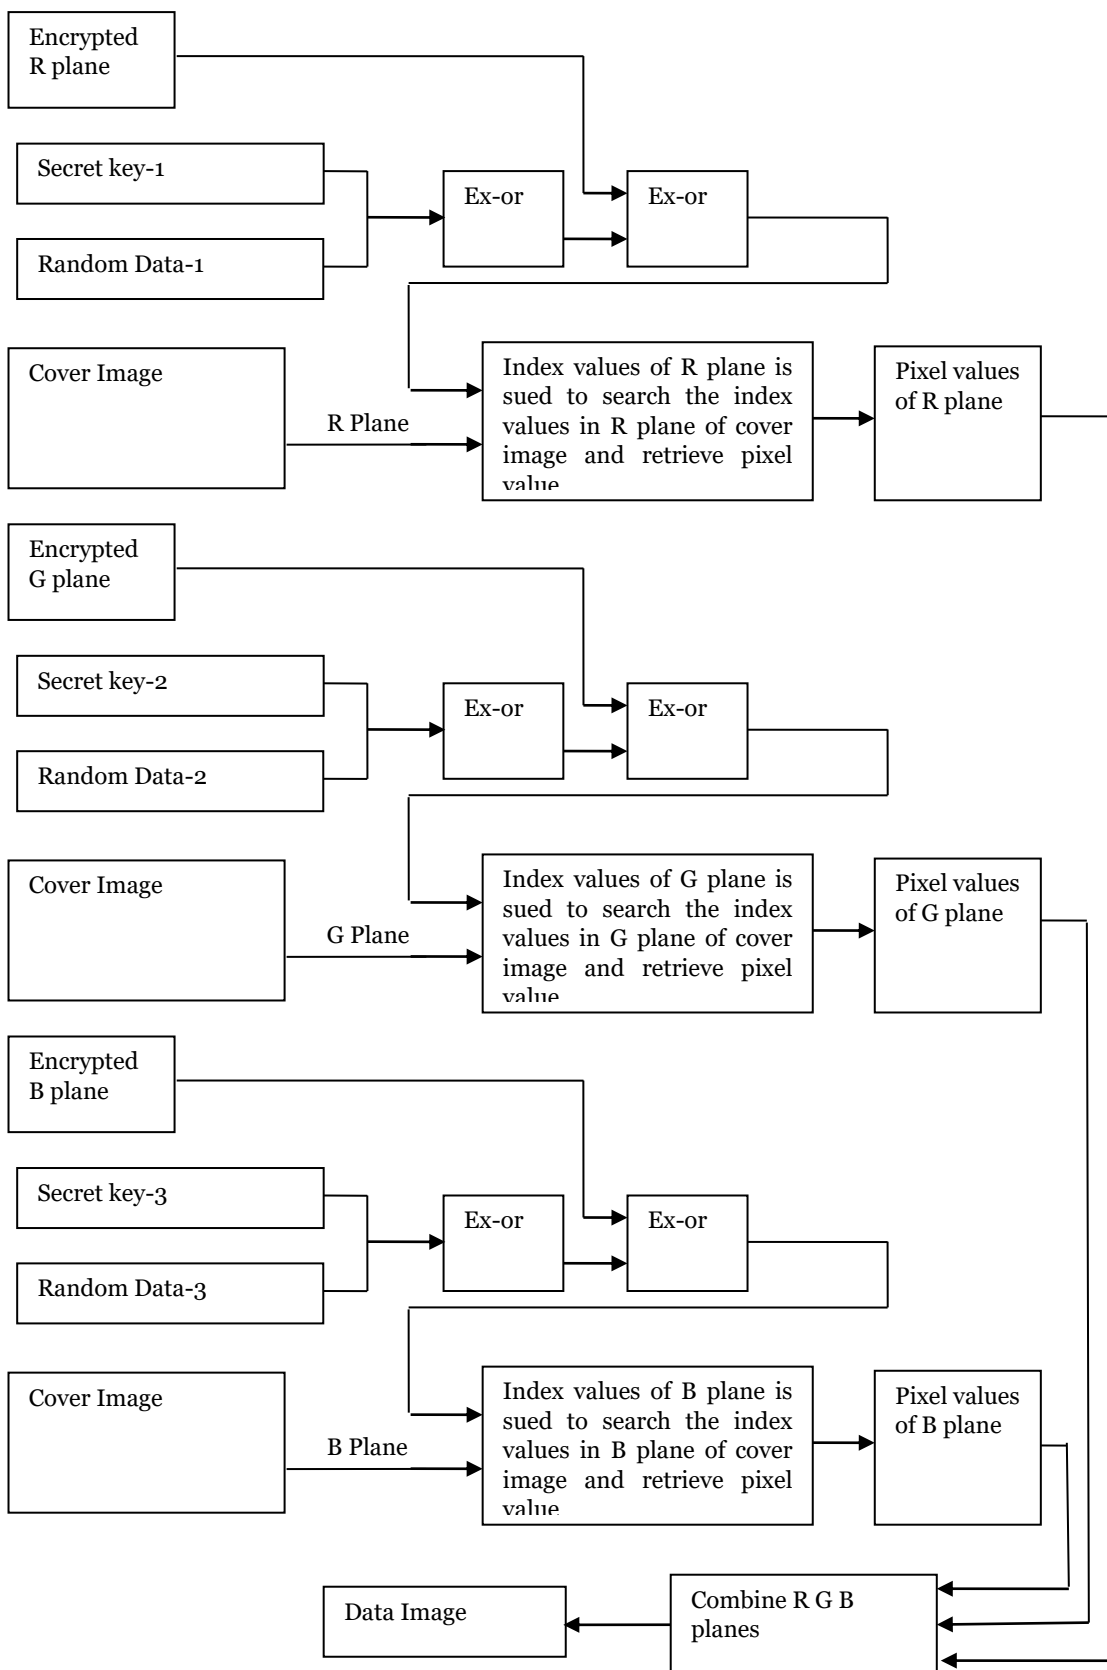 Encrypted
R plane
Secret key-1
Ex-or
Ex-or
Random Data-1
Cover Image
R Plane
Index values of R plane is
sued to search the index
values in R plane of cover
image and retrieve pixel
value
Pixel values
of R plane
Encrypted
G plane
Secret key-2
Ex-or
Ex-or
Random Data-2
Cover Image
G Plane
Index values of G plane is
sued to search the index
values in G plane of cover
image and retrieve pixel
value
Pixel values
of G plane
Encrypted
B plane
Secret key-3
Ex-or
Ex-or
Random Data-3
Cover Image
B Plane
Index values of B plane is
sued to search the index
values in B plane of cover
image and retrieve pixel
value
Pixel values
of B plane
Data Image
Combine R G B
planes